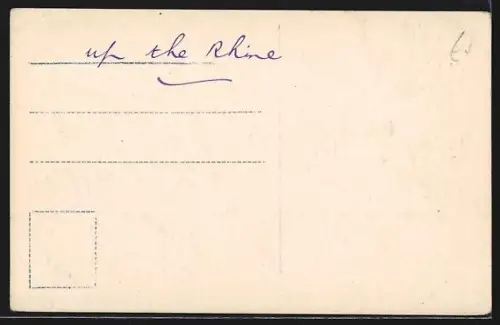 up the Rhine